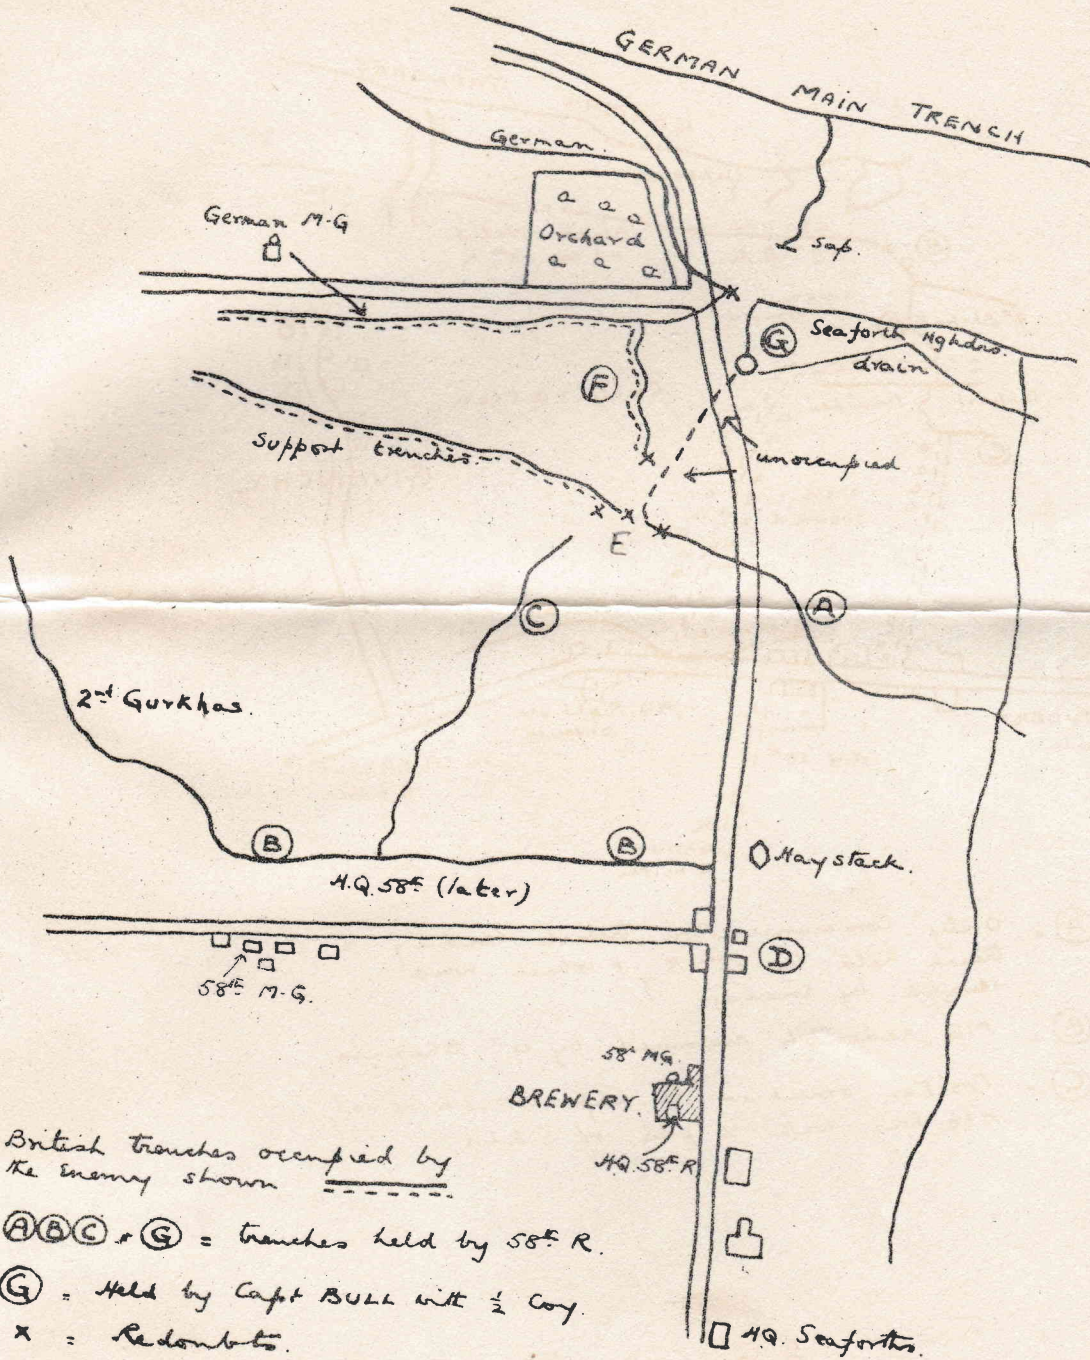 GERMAN MAIN TRENCH
German.
German M-G
Orchard
Sap.
G
Seaforth Hghdrs.
drain
F
Support trenches.
unoccupied
E
C
A
2nd Gurkhas.
B
B
Haystack.
H.Q. 58th (later)
D
58th M-G.
58th MG.
BREWERY.
H.Q. 58th R
British trenches occupied by
the Enemy shown
A B C + G = trenches held by 58th R.
G = Held by Capt BULL with ½ Coy.
x = Redoubts.
H.Q. Seaforths.